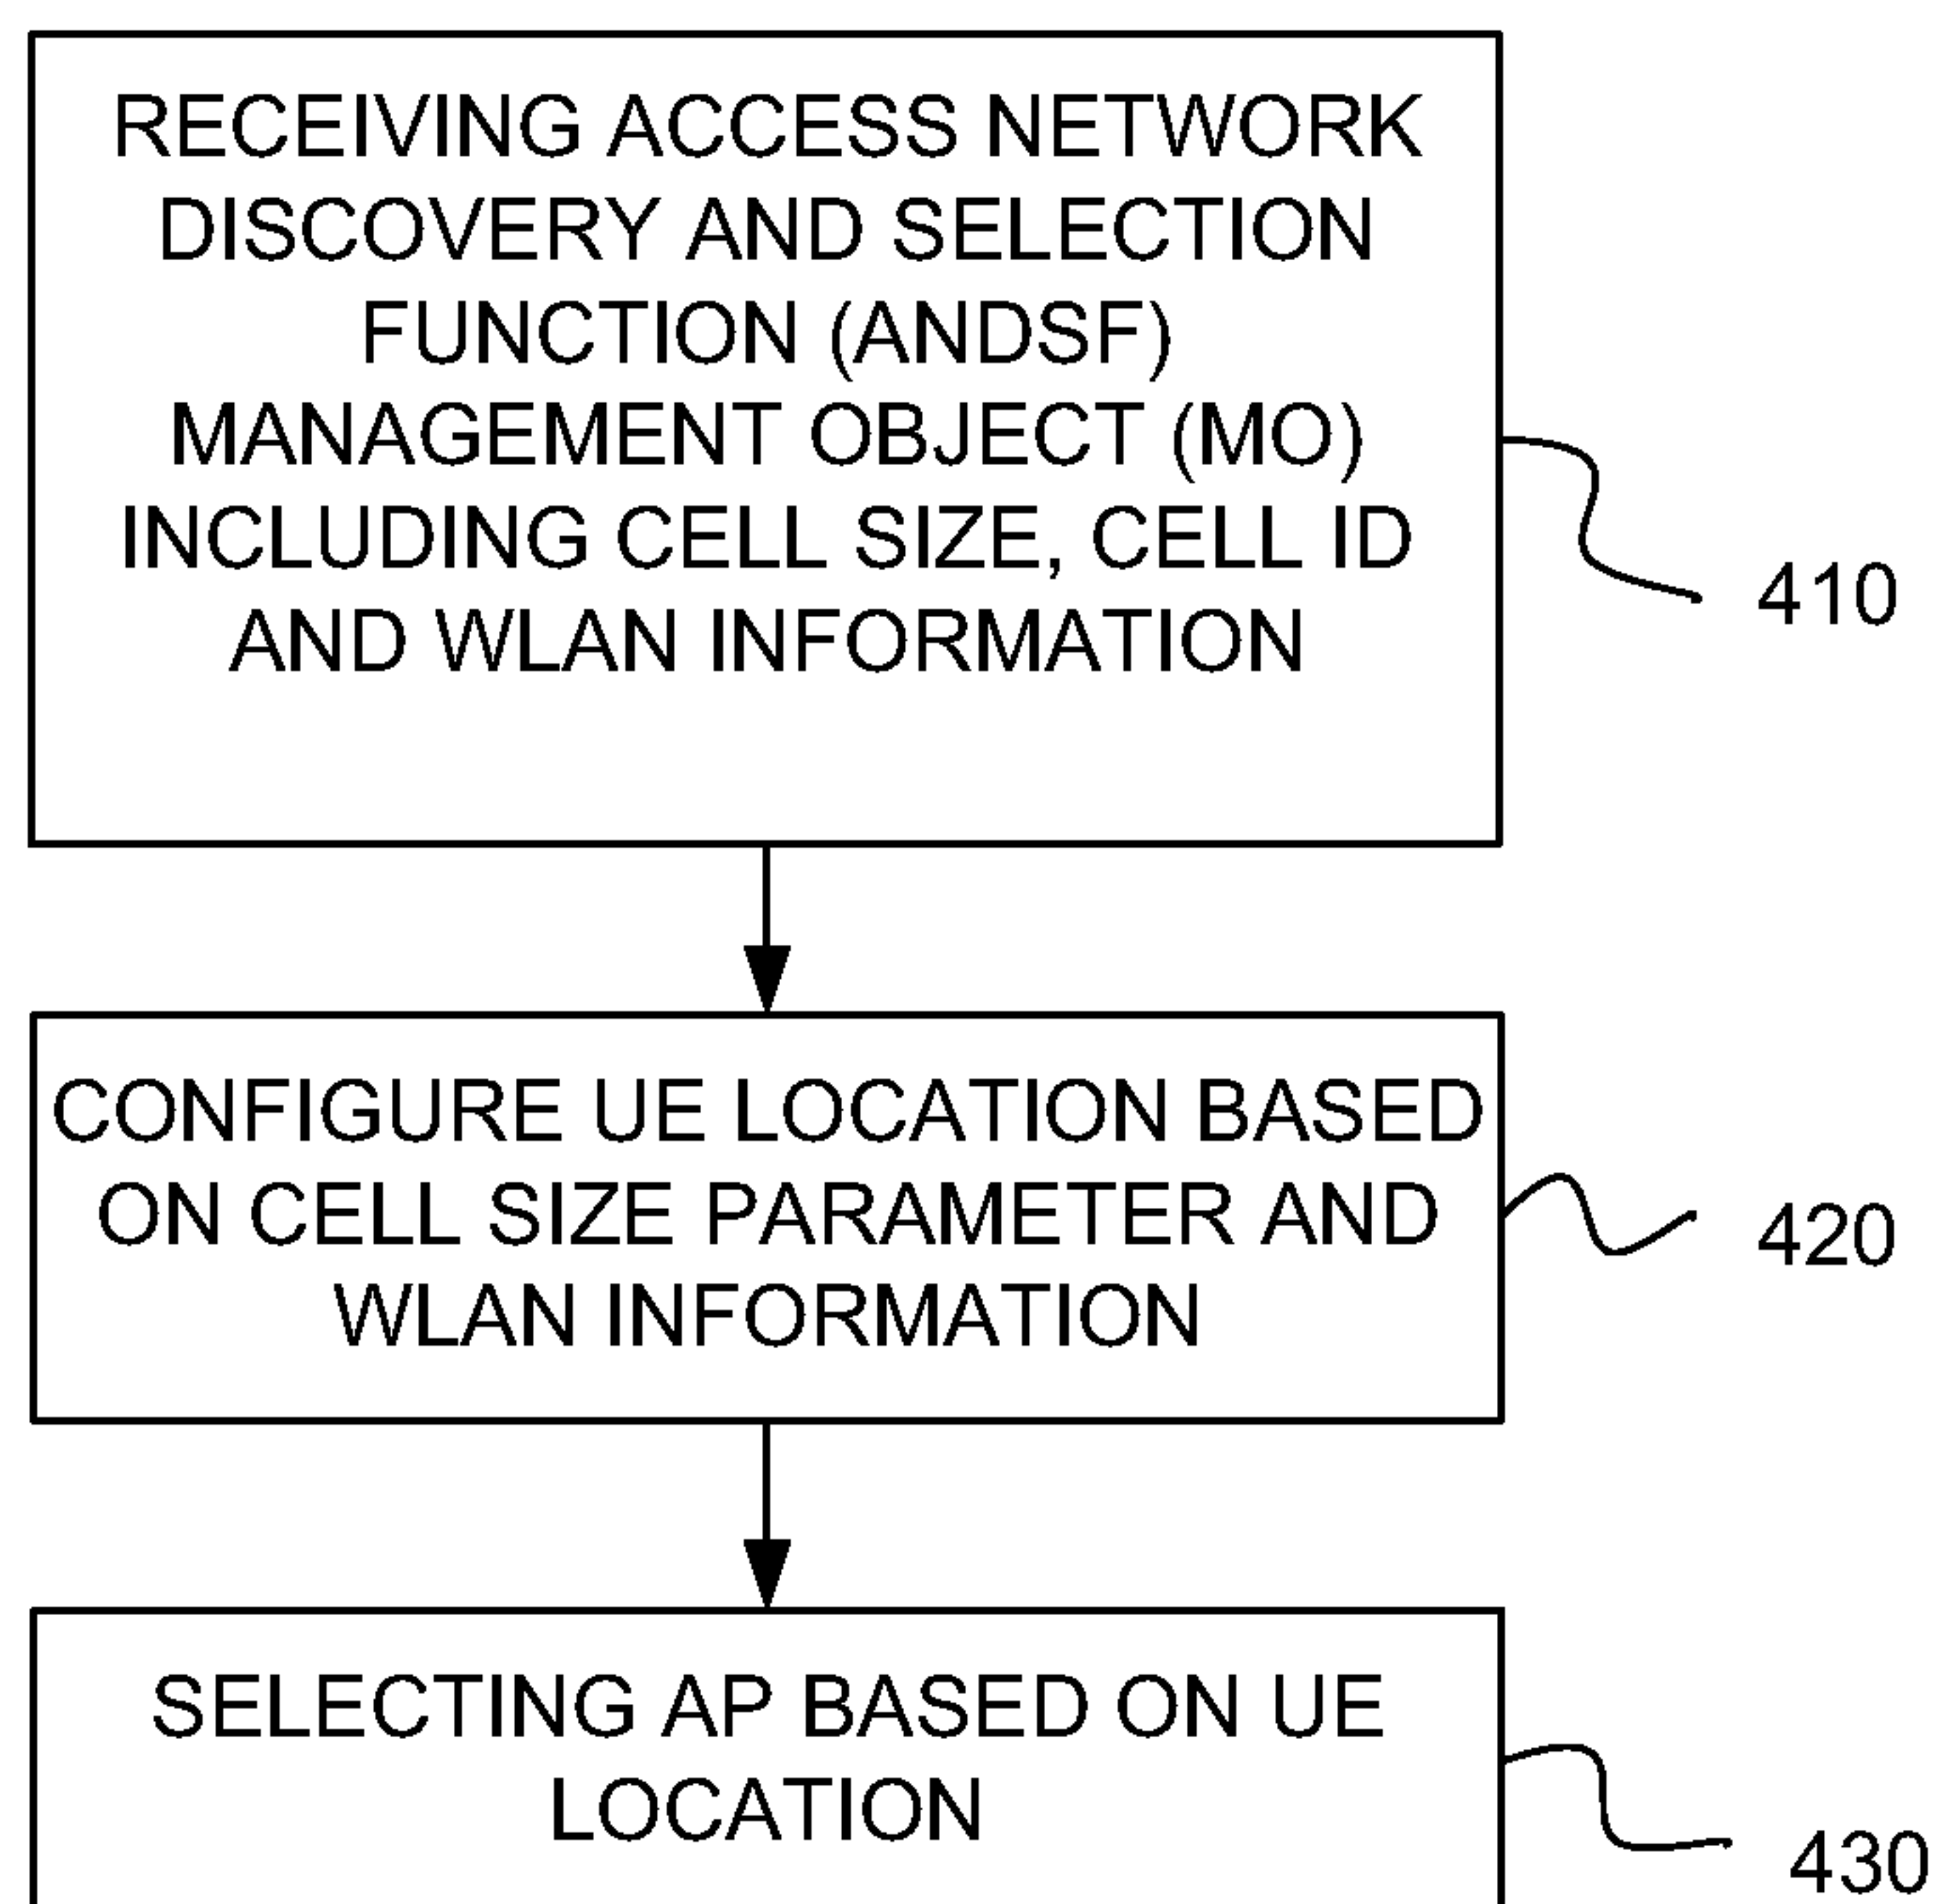 RECEIVING ACCESS NETWORK
DISCOVERY AND SELECTION
FUNCTION (ANDSF)
MANAGEMENT OBJECT (MO)
INCLUDING CELL SIZE, CELL ID
AND WLAN INFORMATION
410
CONFIGURE UE LOCATION BASED
ON CELL SIZE PARAMETER AND
WLAN INFORMATION
420
SELECTING AP BASED ON UE
LOCATION
430